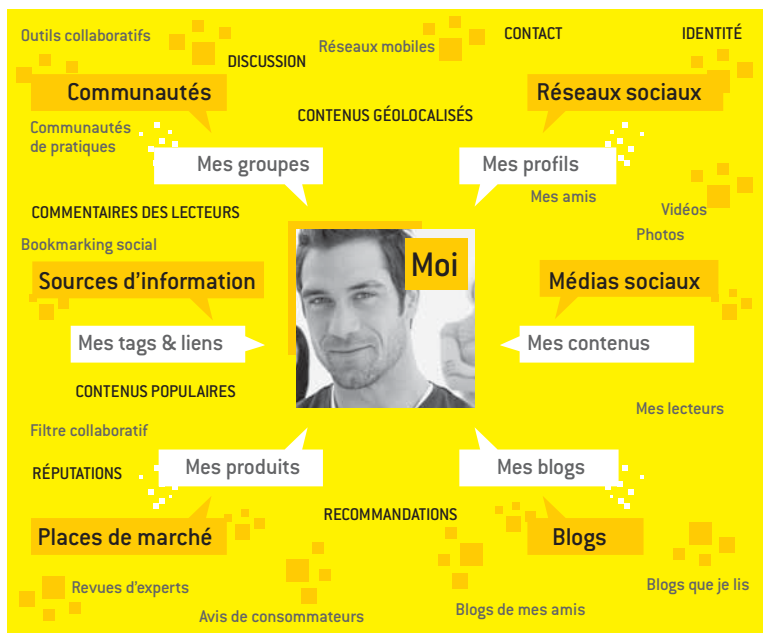 Outils collaboratifs
Réseaux mobiles
CONTACT
IDENTITÉ
DISCUSSION
Communautés
Réseaux sociaux
CONTENUS GÉOLOCALISÉS
Communautés
de pratiques
Mes groupes
Mes profils
Mes amis
COMMENTAIRES DES LECTEURS
Vidéos
Photos
Bookmarking social
Moi
Sources d'information
Médias sociaux
Mes tags & liens
Mes contenus
CONTENUS POPULAIRES
Mes lecteurs
Filtre collaboratif
RÉPUTATIONS
Mes produits
Mes blogs
RECOMMANDATIONS
Places de marché
Blogs
Revues d'experts
Blogs que je lis
Avis de consommateurs
Blogs de mes amis